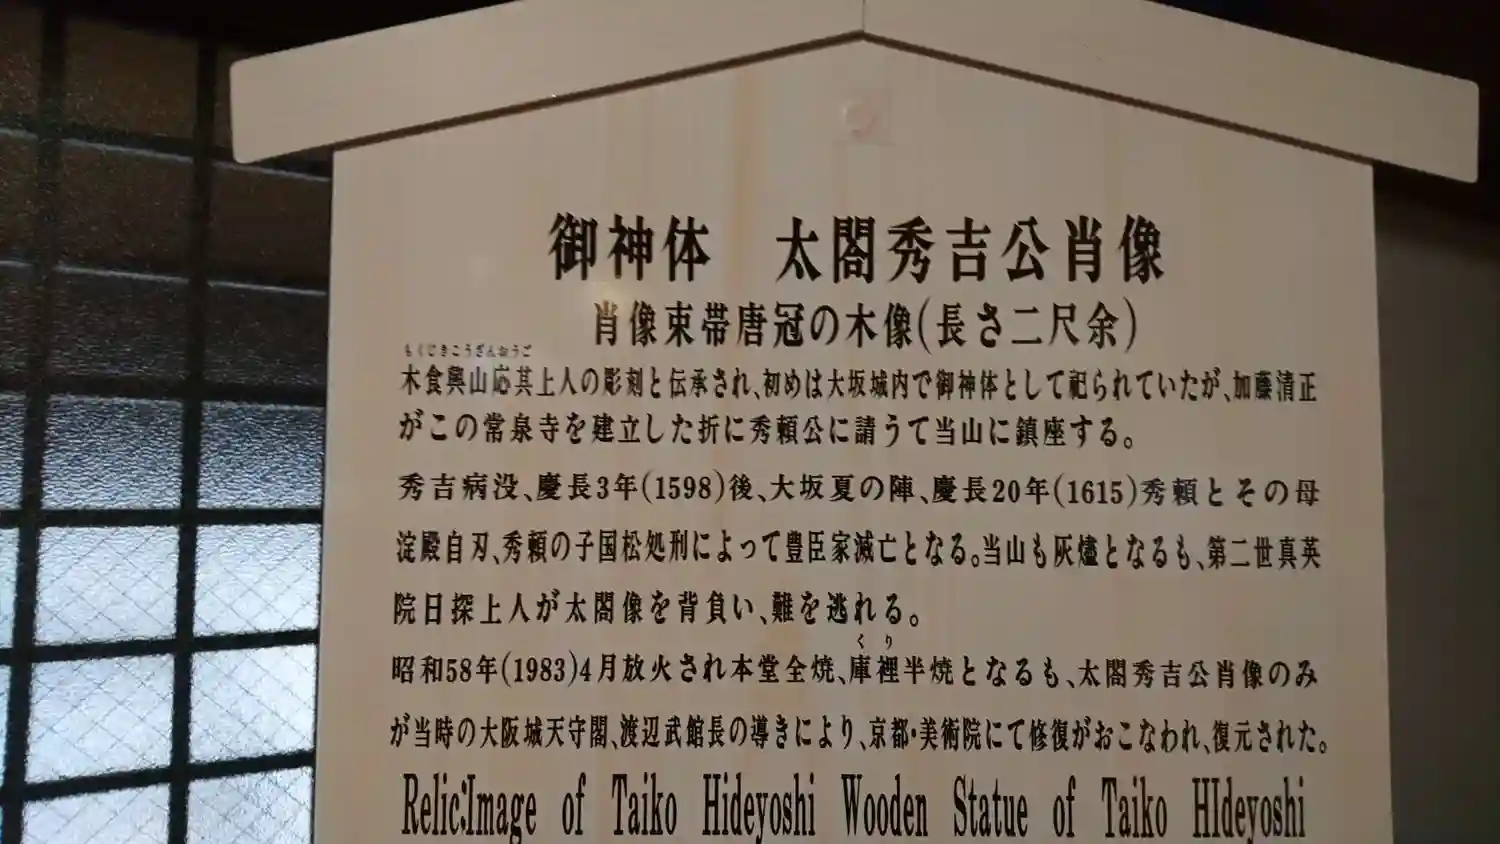 御神体　太閤秀吉公肖像
肖像束帯唐冠の木像(長さ二尺余)
もくじきこうざんおうご
木食興山応其上人の彫刻と伝承され、初めは大坂城内で御神体として祀られていたが、加藤清正
がこの常泉寺を建立した折に秀頼公に請うて当山に鎮座する。
秀吉病没、慶長3年(1598)後、大坂夏の陣、慶長20年(1615)秀頼とその母
淀殿自刃、秀頼の子国松処刑によって豊臣家滅亡となる。当山も灰燼となるも、第二世真英
院日探上人が太閤像を背負い、難を逃れる。
くり
昭和58年(1983)4月放火され本堂全焼、庫裡半焼となるも、太閤秀吉公肖像のみ
が当時の大阪城天守閣、渡辺武館長の導きにより、京都・美術院にて修復がおこなわれ、復元された。
Relic:Image of Taiko Hideyoshi Wooden Statue of Taiko HIdeyoshi